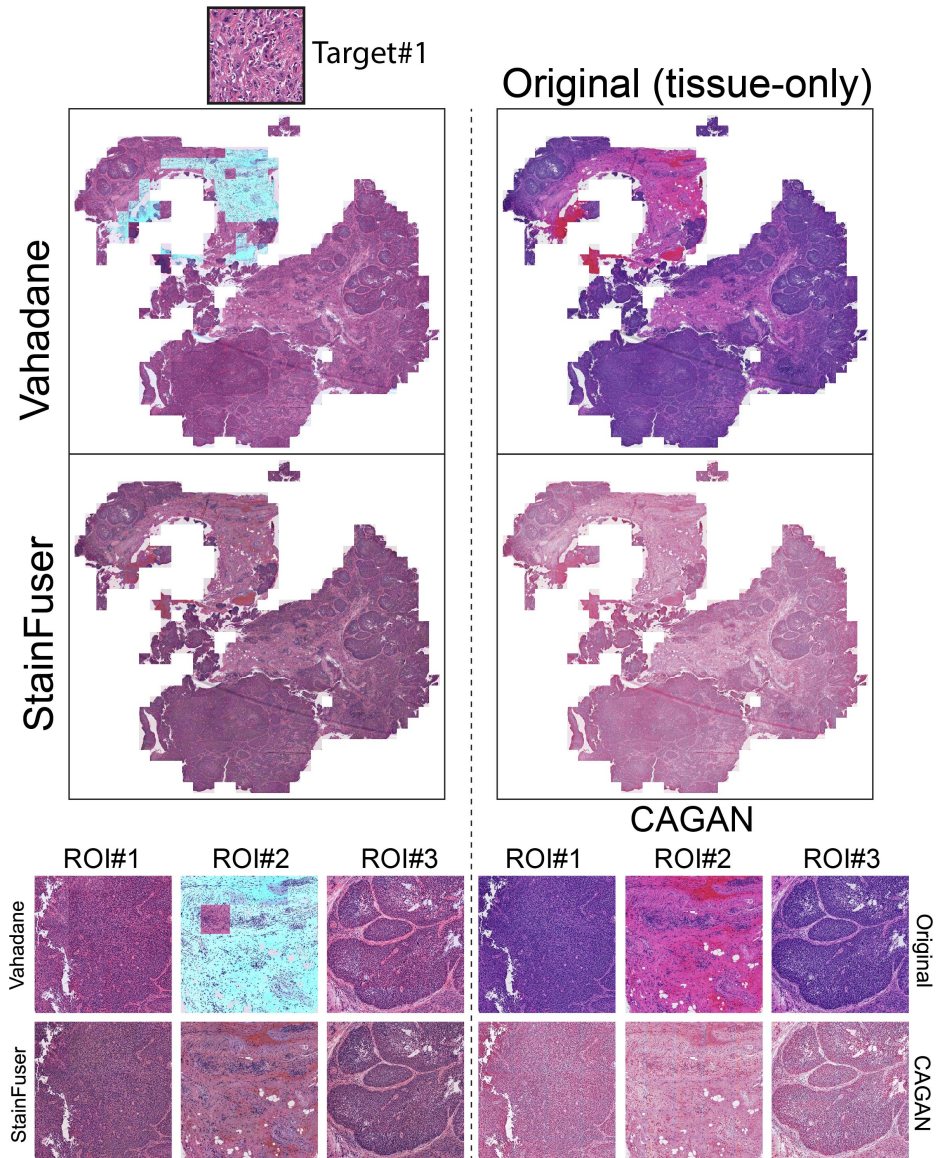 Target#1
Original (tissue-only)
Vahadane
StainFuser
CAGAN
ROI#1 ROI#2 ROI#3 ROI#1 ROI#2 ROI#3
Vahadane
Original
StainFuser
CAGAN